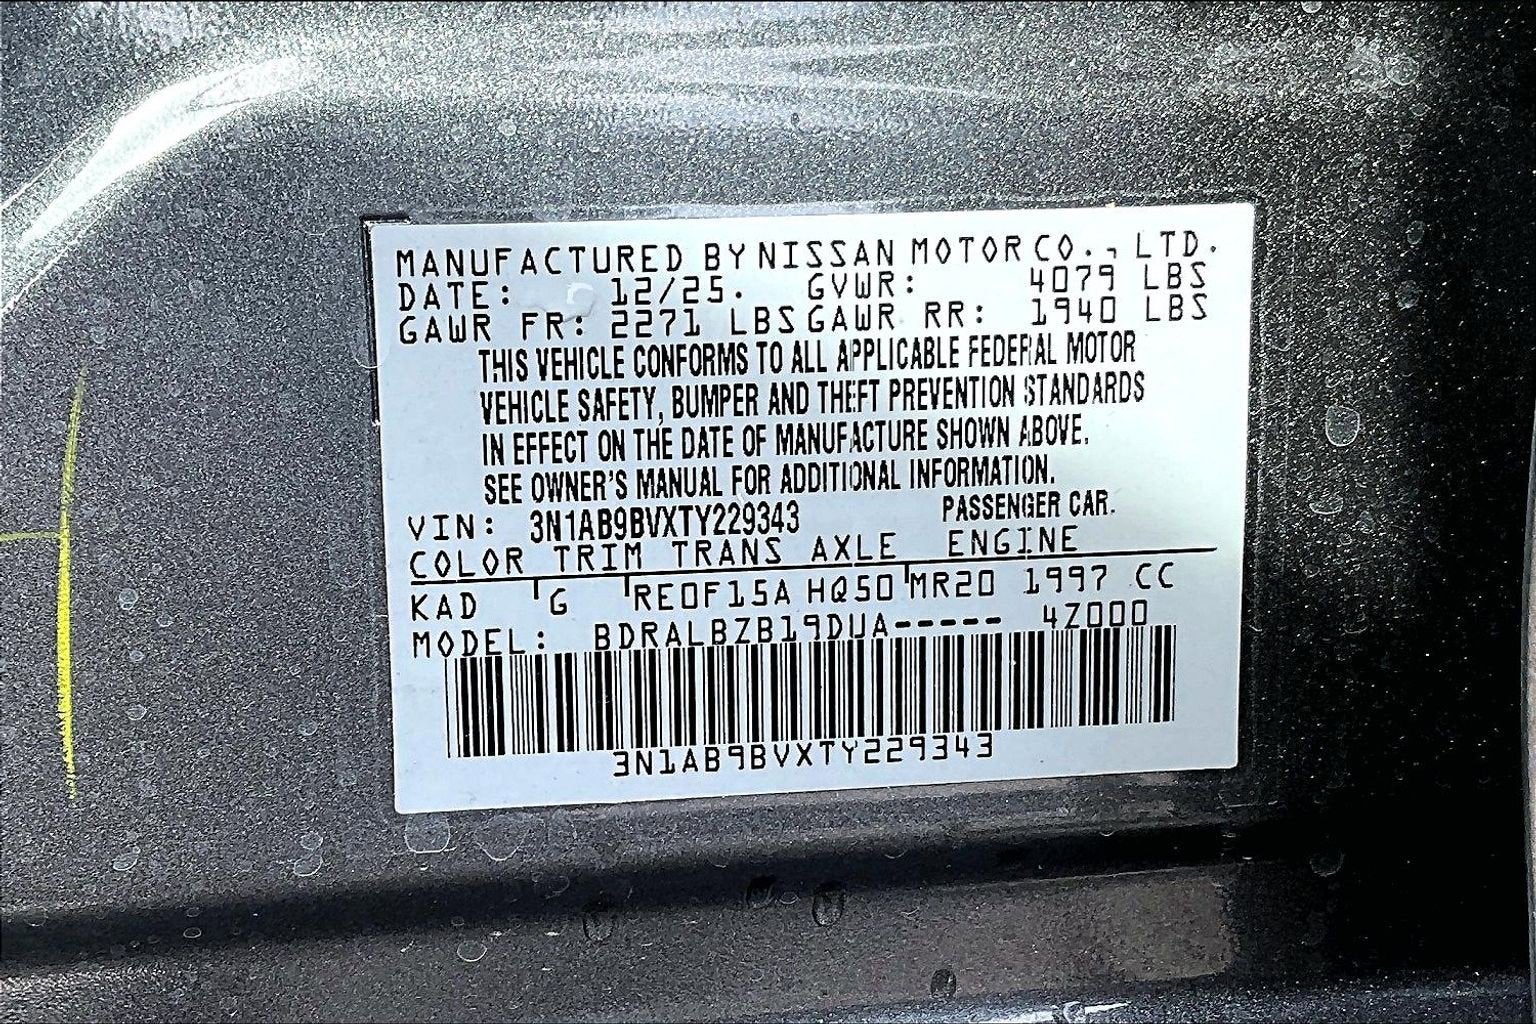 MANUFACTURED BY NISSAN MOTOR CO., LTD.
DATE: 12/25. GVWR: 4079 LBS
GAWR FR: 2271 LBS GAWR RR: 1940 LBS
THIS VEHICLE CONFORMS TO ALL APPLICABLE FEDERAL MOTOR
VEHICLE SAFETY, BUMPER AND THEFT PREVENTION STANDARDS
IN EFFECT ON THE DATE OF MANUFACTURE SHOWN ABOVE.
SEE OWNER'S MANUAL FOR ADDITIONAL INFORMATION.
VIN: 3N1AB9BVXTY229343 PASSENGER CAR.
COLOR TRIM TRANS AXLE ENGINE
KAD G RE0F15A HQ50 MR20 1997 CC
MODEL: BDRALBZB19DUA----- 4Z000
3N1AB9BVXTY229343